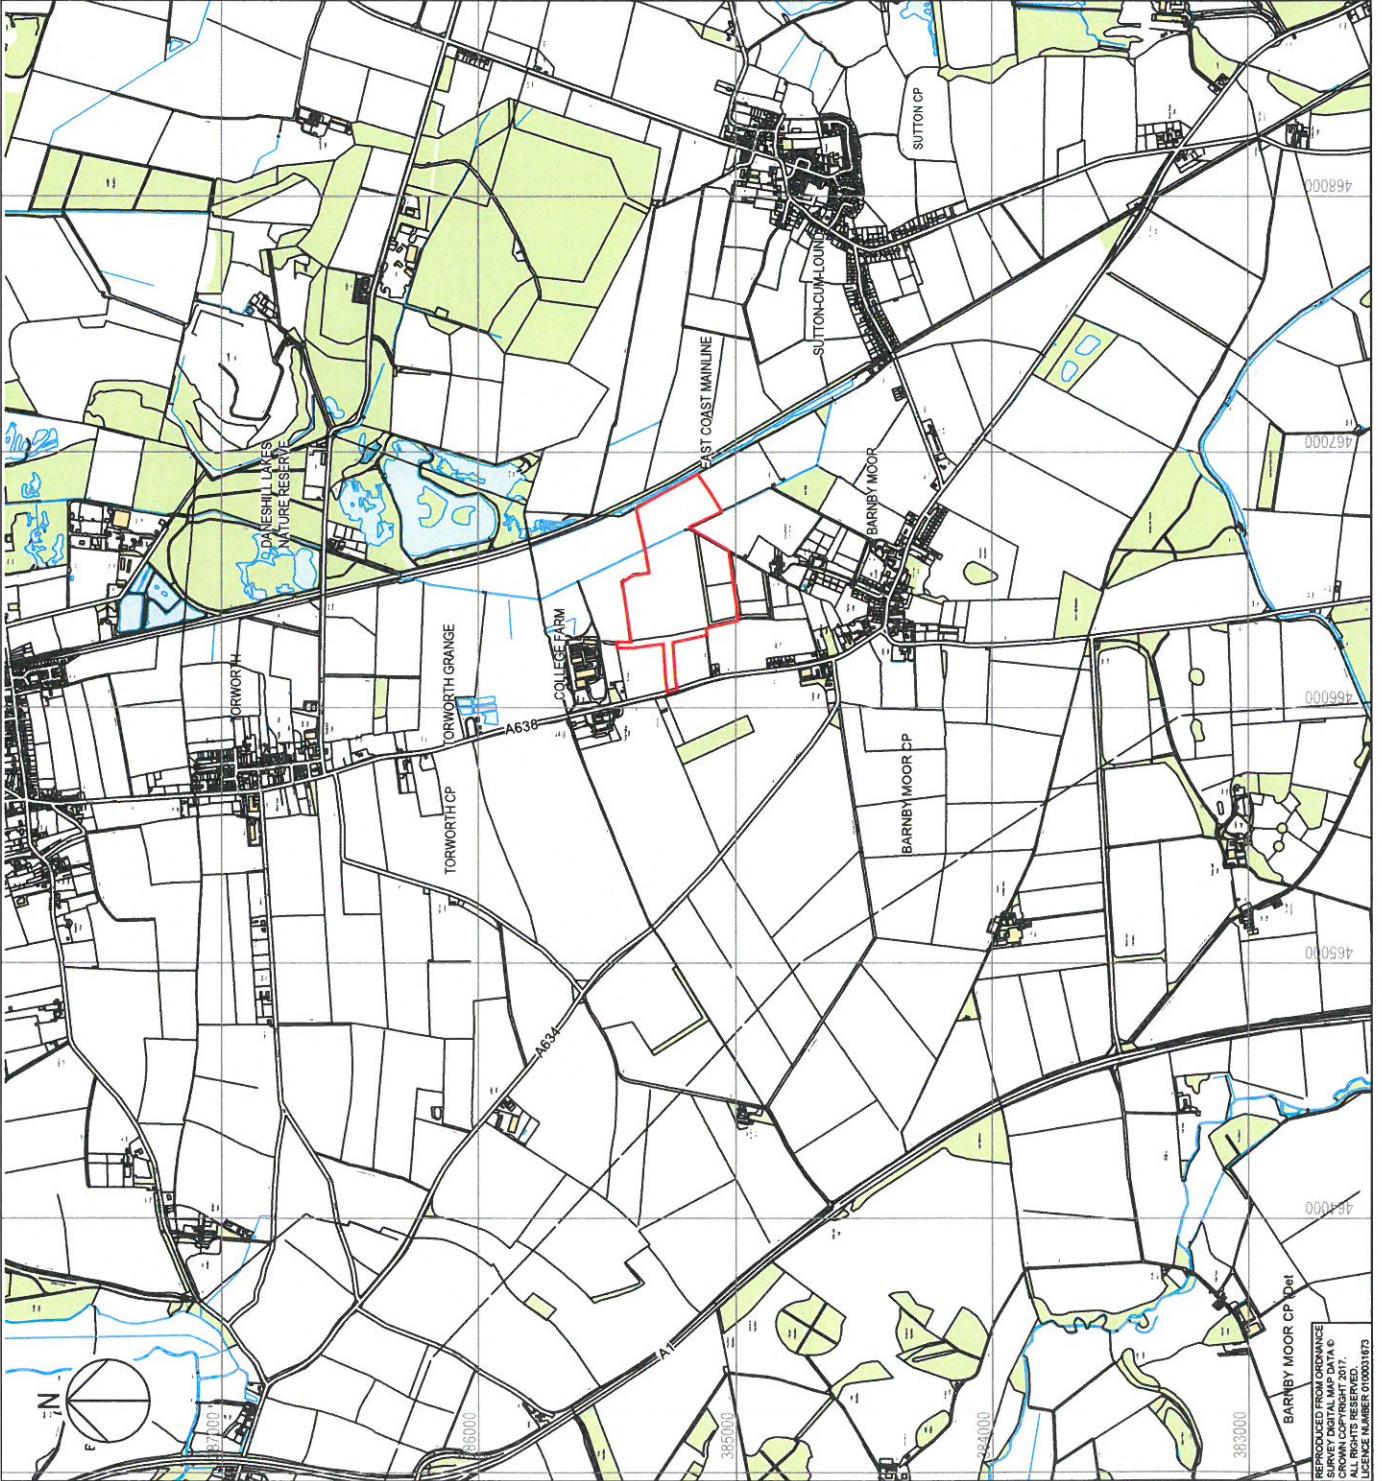 N
DANESHILL LAKES
NATURE RESERVE
TORWORTH
TORWORTH GRANGE
COLLEGE FARM
A638
TORWORTH CP
EAST COAST MAINLINE
SUTTON-CUM-LOUND
SUTTON CP
BARNBY MOOR
BARNBY MOOR CP
A634
A1
BARNBY MOOR CP (Det
468000
467000
466000
465000
464000
387000
386000
385000
384000
383000
REPRODUCED FROM ORDNANCE
SURVEY DIGITAL MAP DATA ©
CROWN COPYRIGHT 2017.
ALL RIGHTS RESERVED.
LICENCE NUMBER 0100031673